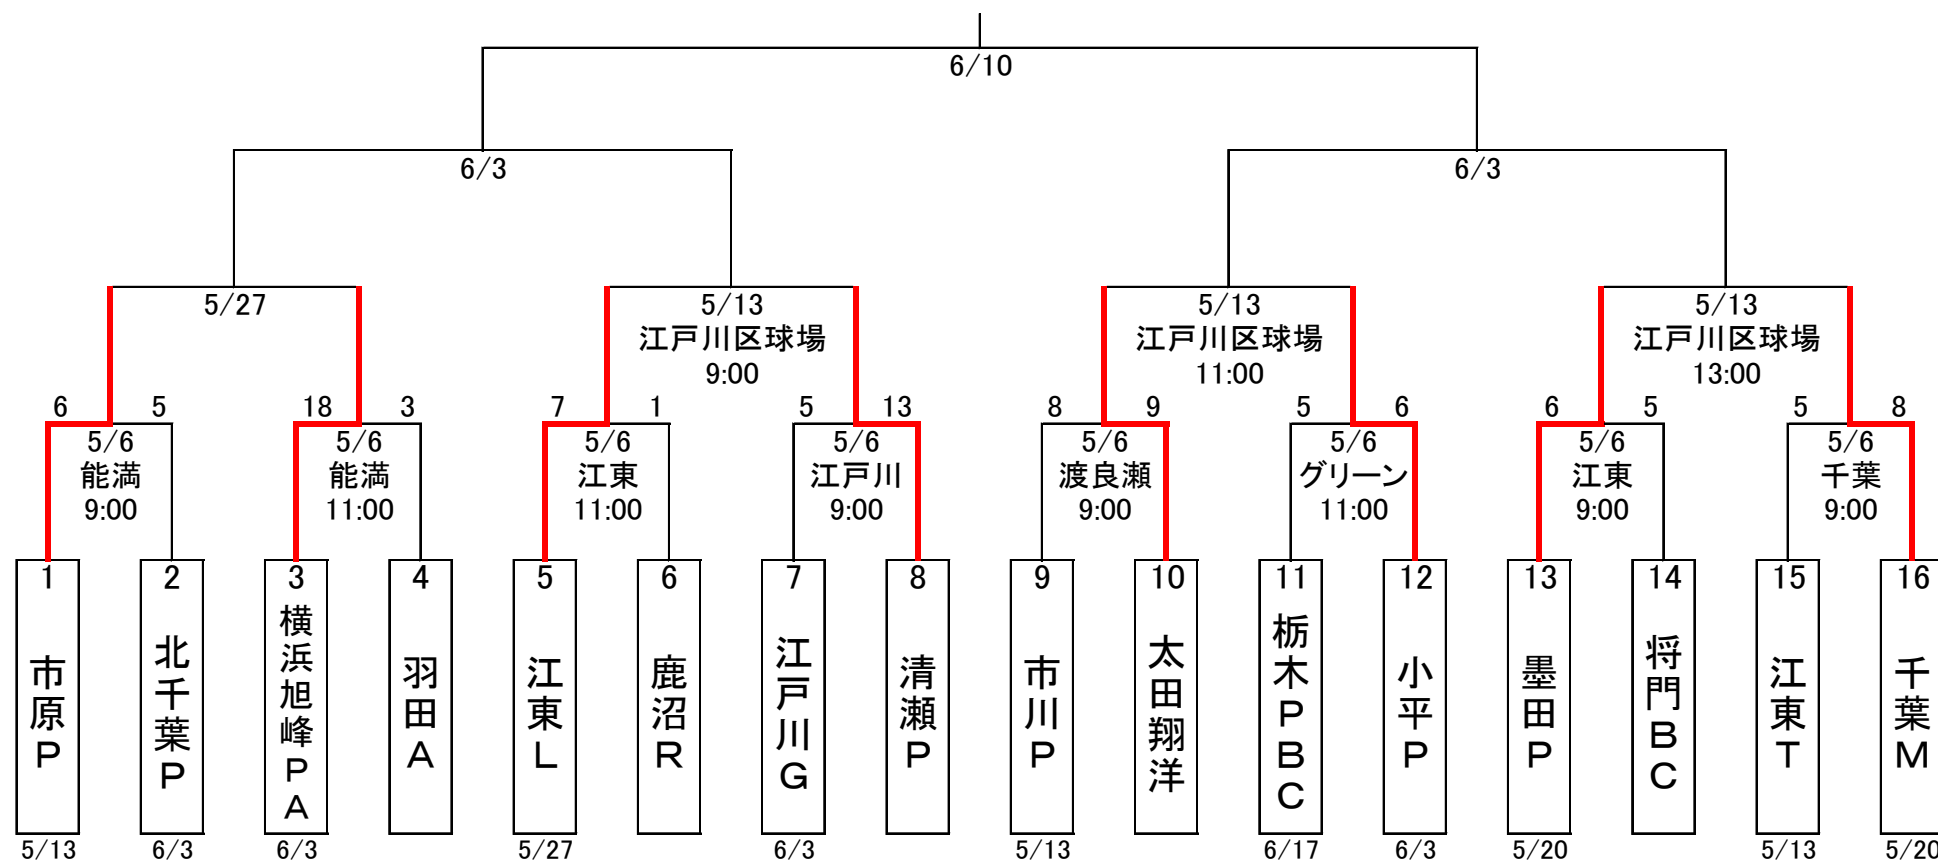 6/10
6/3
6/3
5/27
5/13
江戸川区球場
9:00
5/13
江戸川区球場
11:00
5/13
江戸川区球場
13:00
6
5
18
3
7
1
5
13
8
9
5
6
6
5
5
8
5/6
能満
9:00
5/6
能満
11:00
5/6
江東
11:00
5/6
江戸川
9:00
5/6
渡良瀬
9:00
5/6
グリーン
11:00
5/6
江東
9:00
5/6
千葉
9:00
1
市原P
2
北千葉P
3
横浜旭峰PA
4
羽田A
5
江東L
6
鹿沼R
7
江戸川G
8
清瀬P
9
市川P
10
太田翔洋
11
栃木PBC
12
小平P
13
墨田P
14
将門BC
15
江東T
16
千葉M
5/13
6/3
6/3
5/27
6/3
5/13
6/17
6/3
5/20
5/13
5/20